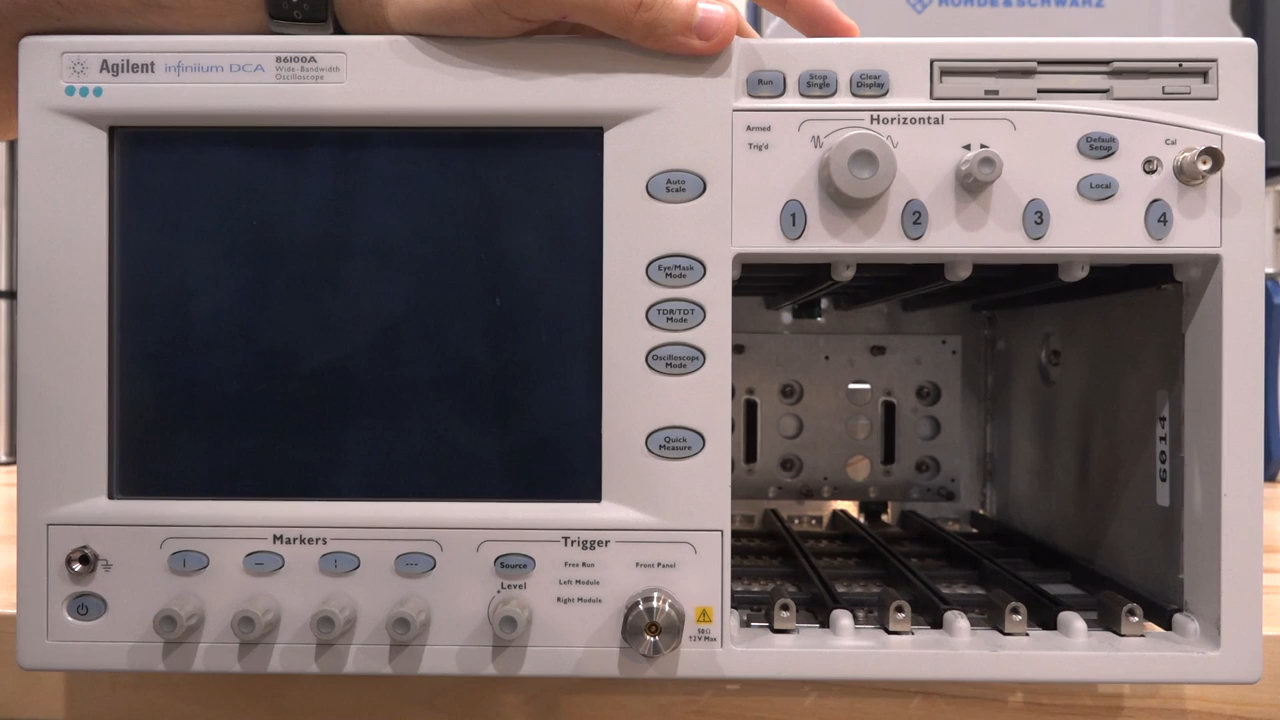 ROHDE & SCHWARZ
Agilent infiniium DCA
86100A
Wide-Bandwidth
Oscilloscope
Run
Stop
Single
Clear
Display
Armed
Trig'd
Horizontal
Default
Setup
Local
Cal
1
2
3
4
Auto
Scale
Eye/Mask
Mode
TDR/TDT
Mode
Oscilloscope
Mode
Quick
Measure
6014
Markers
Trigger
Source
Level
Free Run
Left Module
Right Module
Front Panel
50Ω
±2V Max